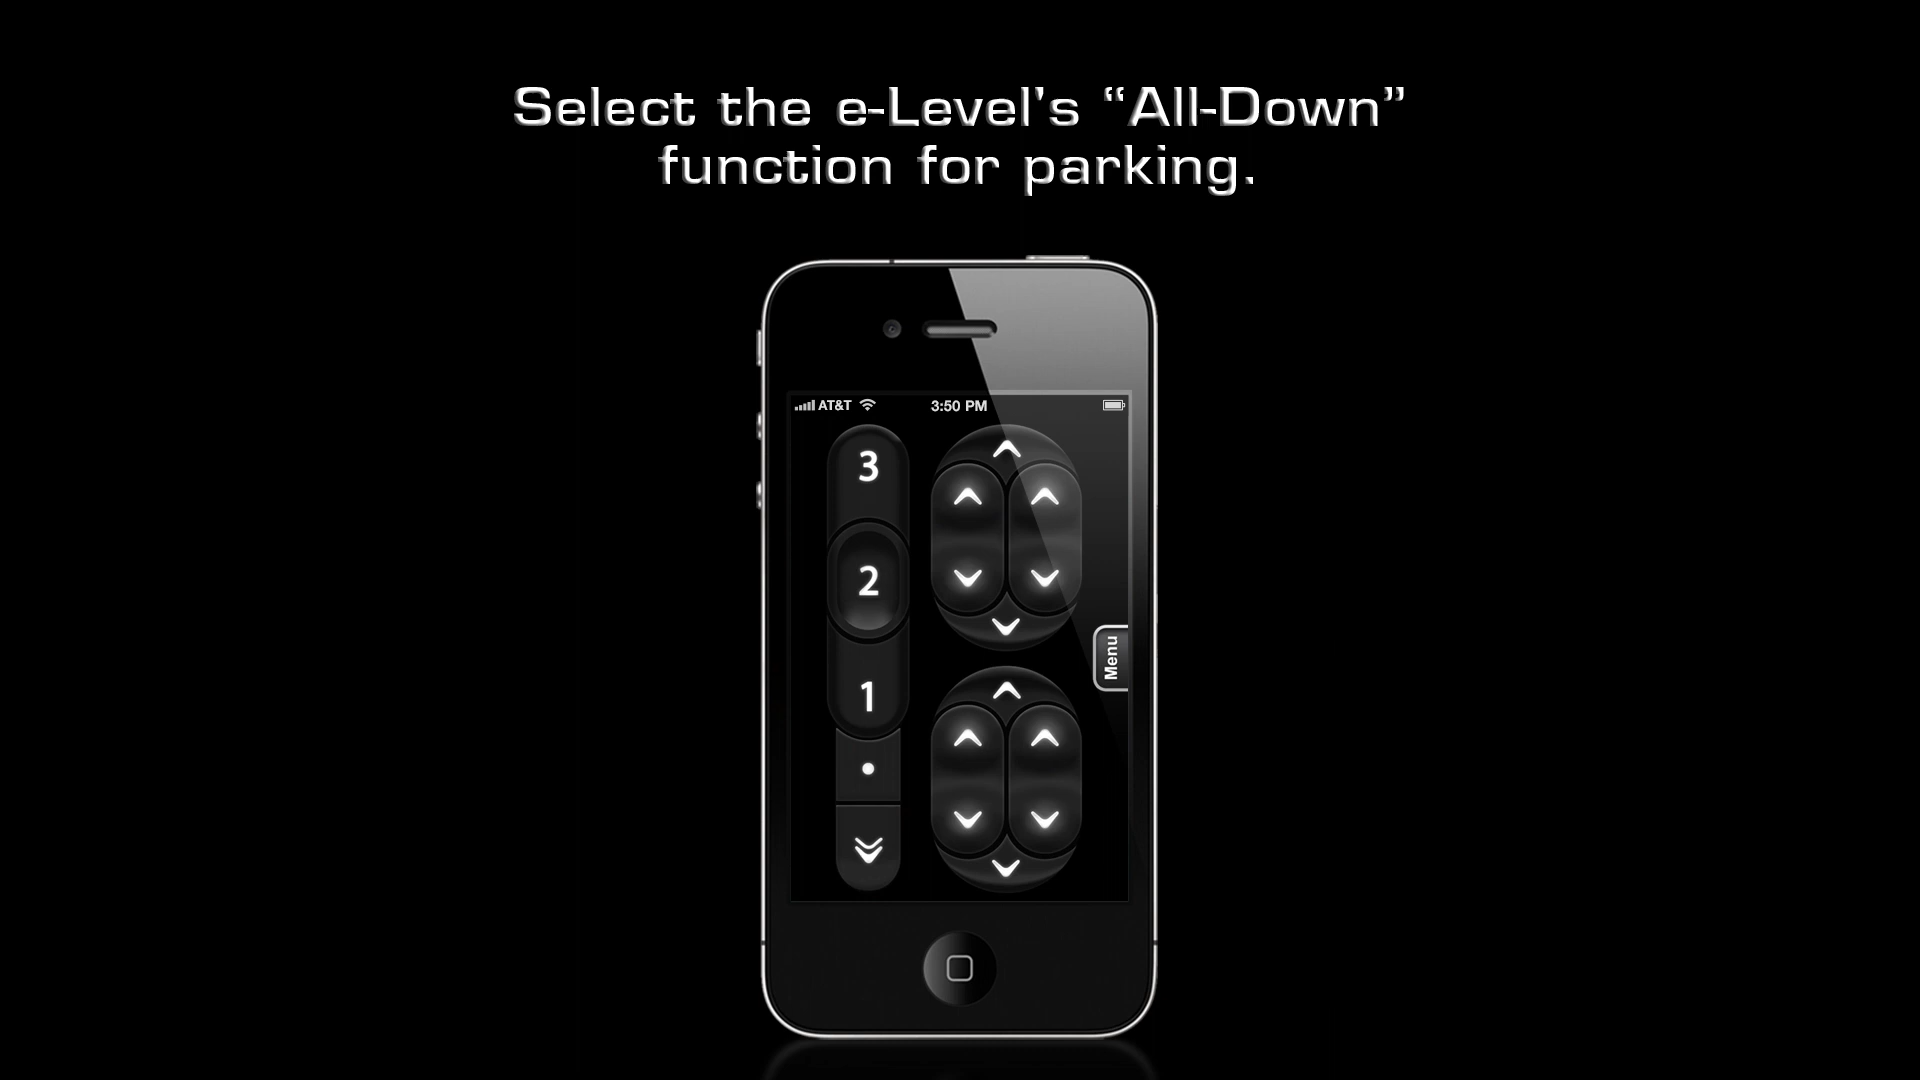 Select the e-Level's “All-Down”
function for parking.
AT&T 3:50 PM
3
2
1
Menu